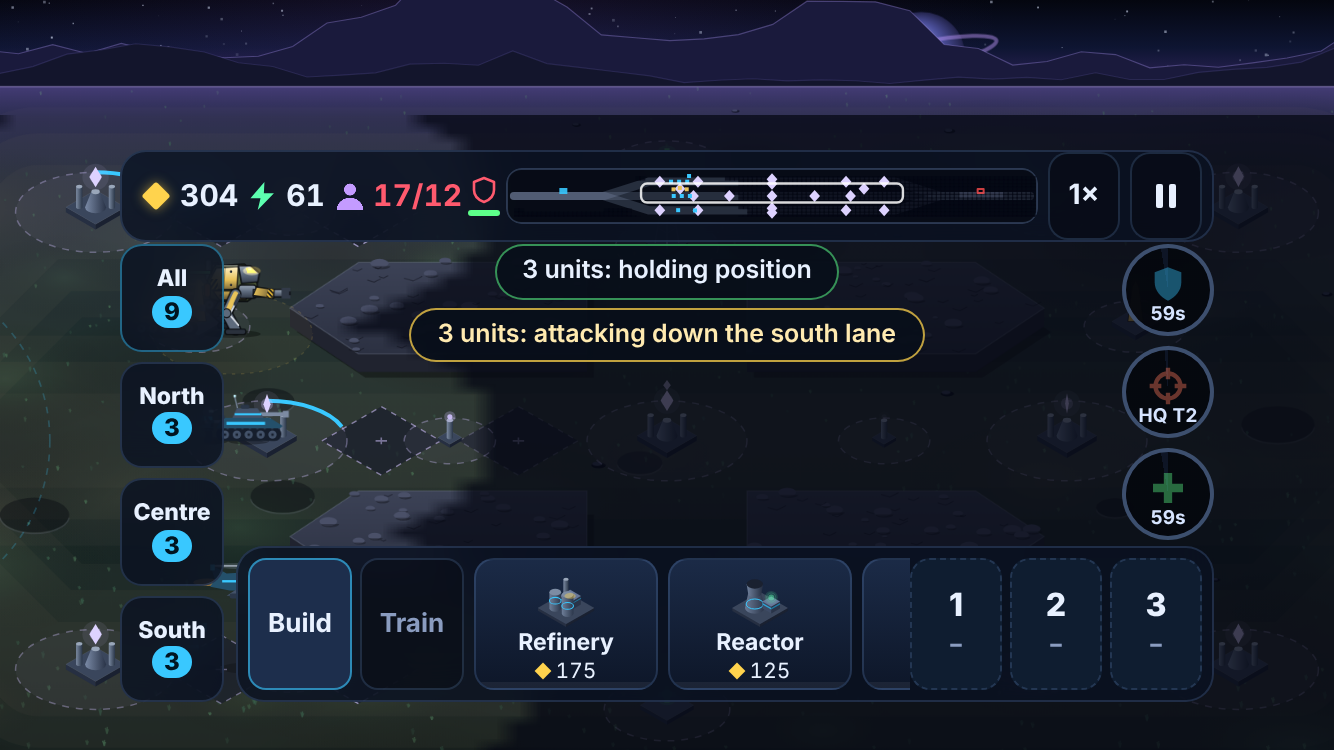 304 61 17/12 1×
All
9
3 units: holding position
59s
3 units: attacking down the south lane
North
3
HQ T2
Centre
3
59s
South
3
Build
Train
Refinery
175
Reactor
125
1
-
2
-
3
-